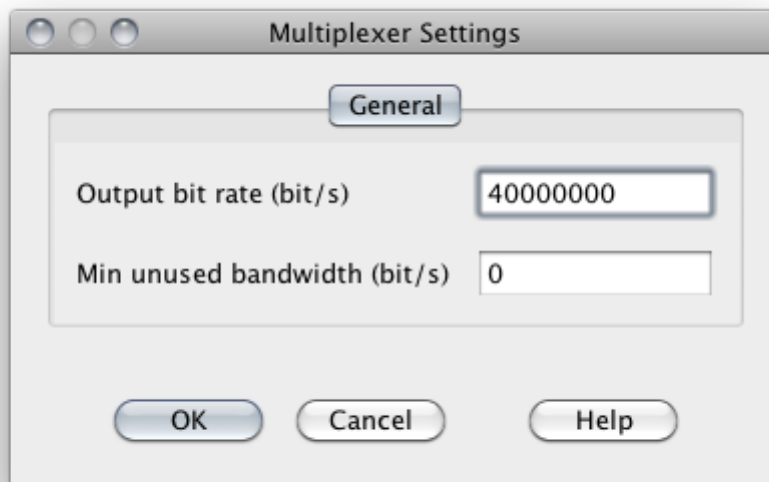 Multiplexer Settings
General
Output bit rate (bit/s) 40000000
Min unused bandwidth (bit/s) 0
OK Cancel Help